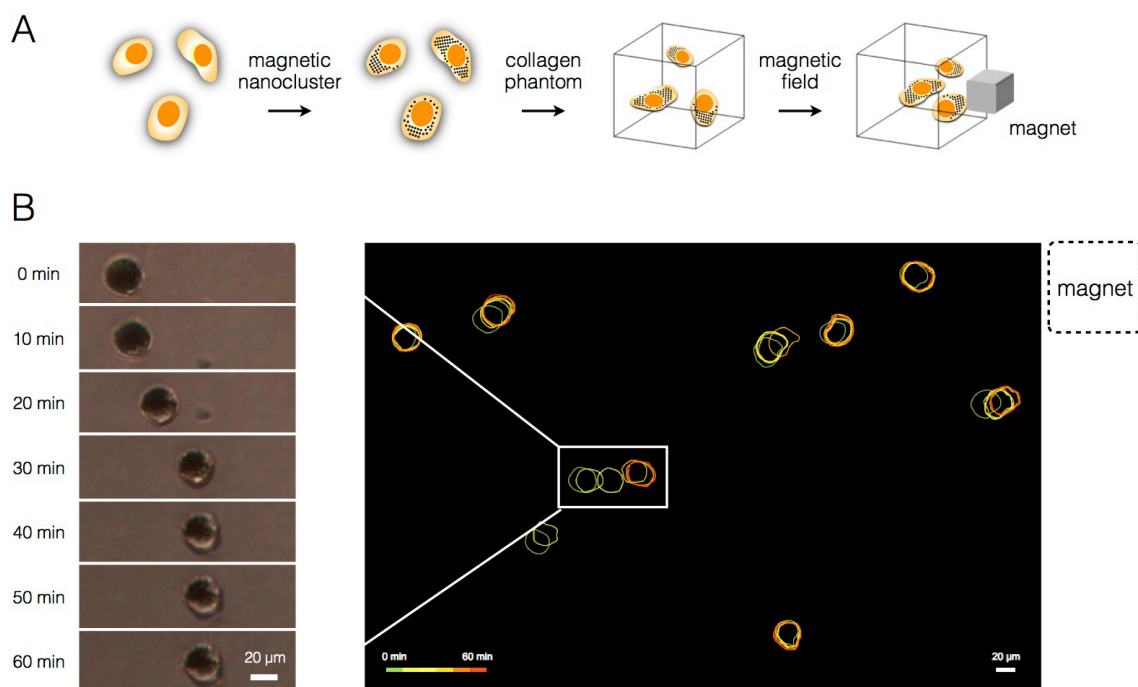 A
magnetic
nanocluster
collagen
phantom
magnetic
field
magnet
B
0 min
10 min
20 min
30 min
40 min
50 min
60 min
20 µm
magnet
0 min
60 min
20 µm